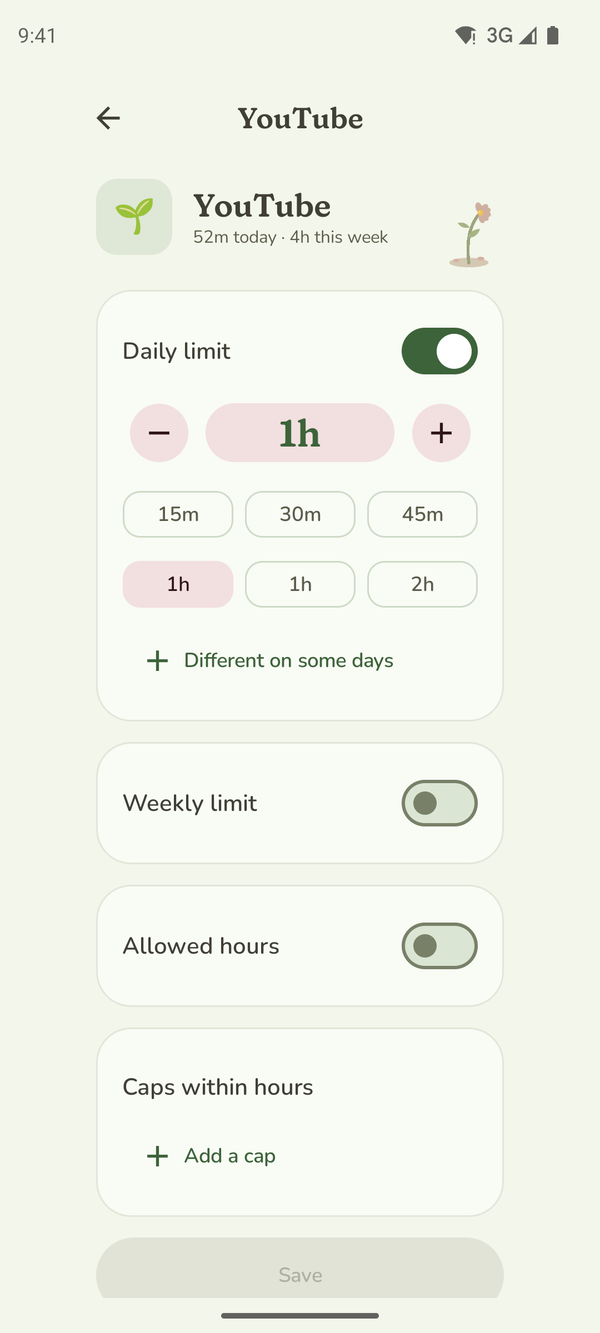 9:41
3G
YouTube
YouTube
52m today · 4h this week
Daily limit
1h
15m
30m
45m
1h
1h
2h
Different on some days
Weekly limit
Allowed hours
Caps within hours
Add a cap
Save